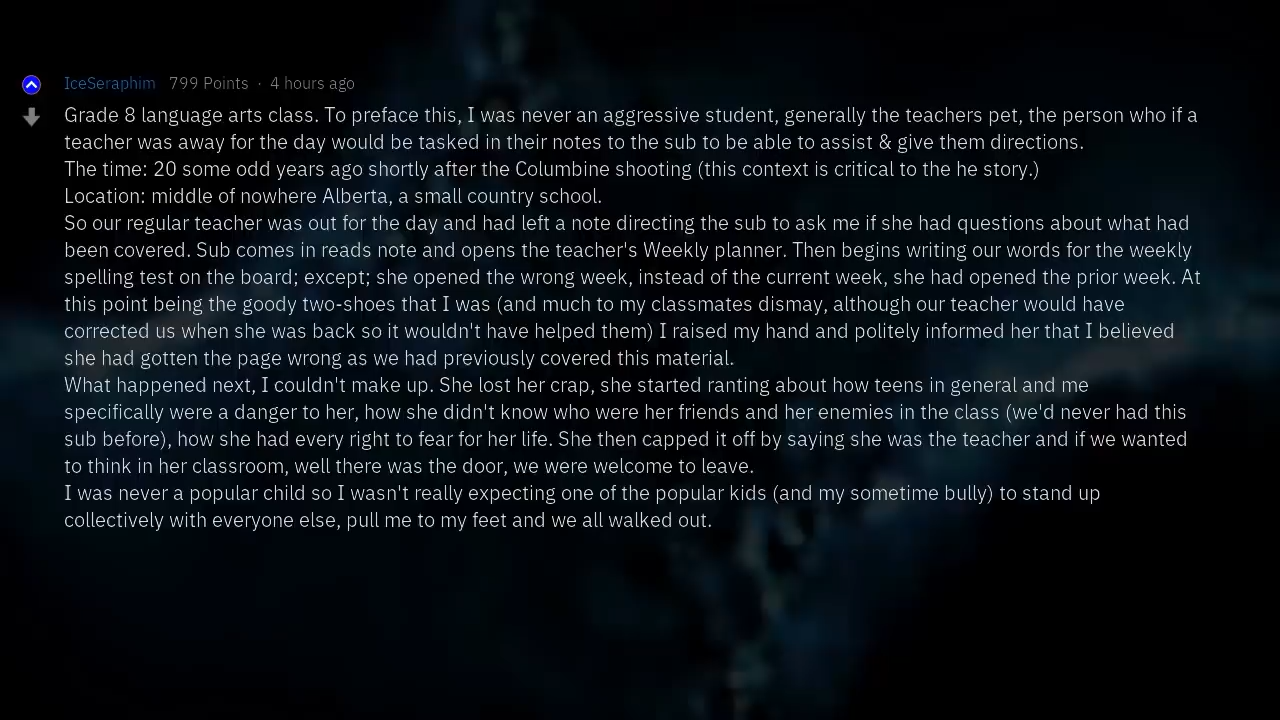 IceSeraphim 799 Points · 4 hours ago
Grade 8 language arts class. To preface this, I was never an aggressive student, generally the teachers pet, the person who if a
teacher was away for the day would be tasked in their notes to the sub to be able to assist & give them directions.
The time: 20 some odd years ago shortly after the Columbine shooting (this context is critical to the he story.)
Location: middle of nowhere Alberta, a small country school.
So our regular teacher was out for the day and had left a note directing the sub to ask me if she had questions about what had
been covered. Sub comes in reads note and opens the teacher's Weekly planner. Then begins writing our words for the weekly
spelling test on the board; except; she opened the wrong week, instead of the current week, she had opened the prior week. At
this point being the goody two-shoes that I was (and much to my classmates dismay, although our teacher would have
corrected us when she was back so it wouldn't have helped them) I raised my hand and politely informed her that I believed
she had gotten the page wrong as we had previously covered this material.
What happened next, I couldn't make up. She lost her crap, she started ranting about how teens in general and me
specifically were a danger to her, how she didn't know who were her friends and her enemies in the class (we'd never had this
sub before), how she had every right to fear for her life. She then capped it off by saying she was the teacher and if we wanted
to think in her classroom, well there was the door, we were welcome to leave.
I was never a popular child so I wasn't really expecting one of the popular kids (and my sometime bully) to stand up
collectively with everyone else, pull me to my feet and we all walked out.